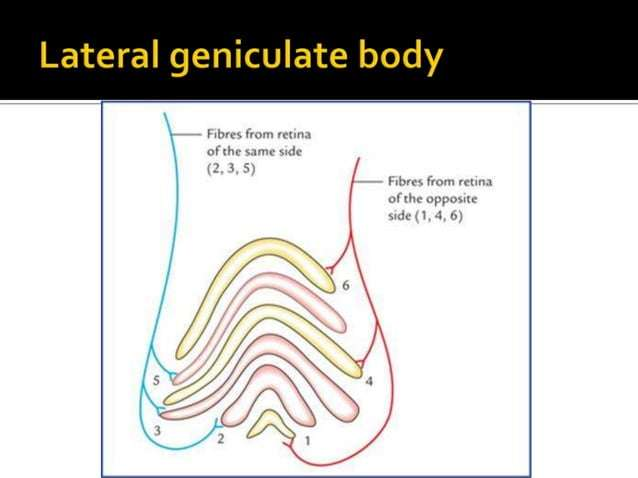 Lateral geniculate body
Fibres from retina
of the same side
(2, 3, 5)
Fibres from retina
of the opposite
side (1, 4, 6)
6
5
4
3
2
1